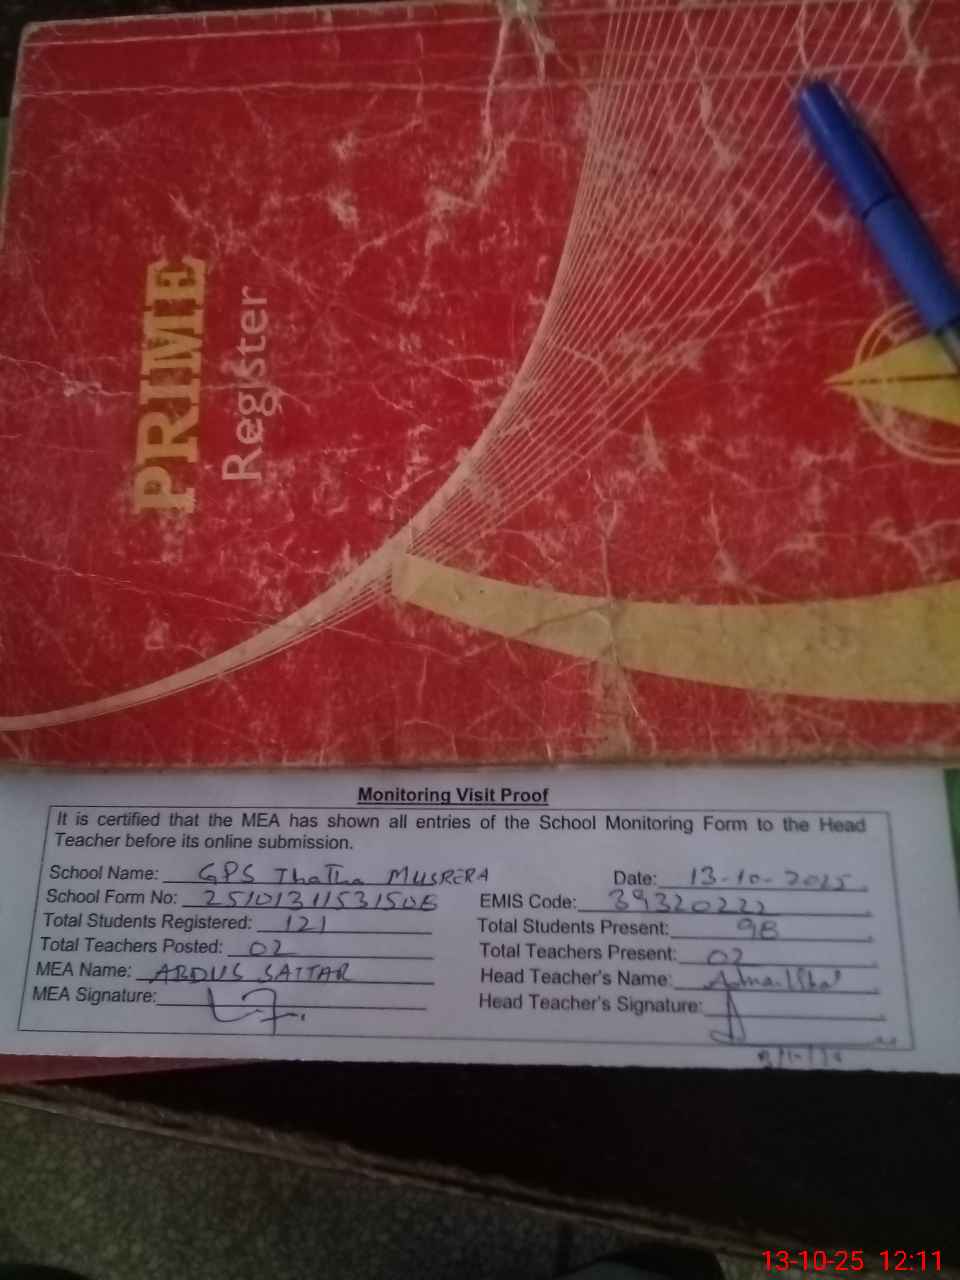 PRIME
Register
Monitoring Visit Proof
It is certified that the MEA has shown all entries of the School Monitoring Form to the Head
Teacher before its online submission.
School Name: GPS Thatha MUSRERA Date: 13-10-2025
School Form No: 2510131153150B EMIS Code: 39320222
Total Students Registered: 121 Total Students Present: 98
Total Teachers Posted: 02 Total Teachers Present: 02
MEA Name: ABDUS SATTAR Head Teacher's Name:
MEA Signature: Head Teacher's Signature:
13-10-25 12:11